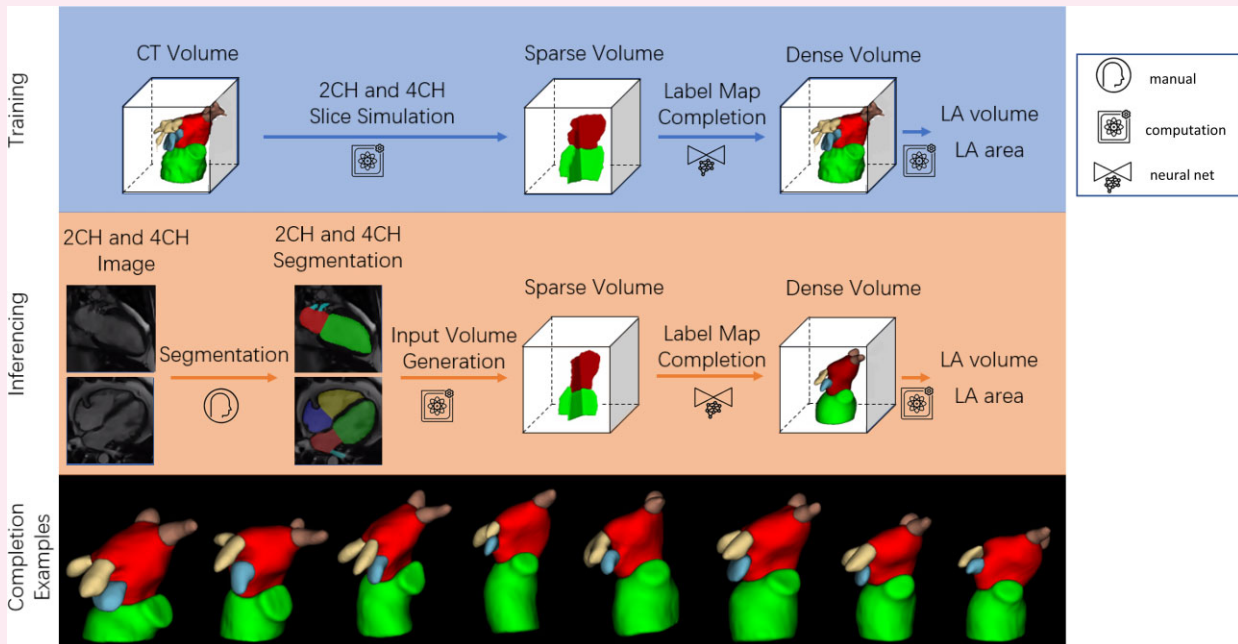 Training
CT Volume
2CH and 4CH
Slice Simulation
Sparse Volume
Label Map
Completion
Dense Volume
LA volume
LA area
manual
computation
neural net
Inferencing
2CH and 4CH
Image
Segmentation
2CH and 4CH
Segmentation
Input Volume
Generation
Sparse Volume
Label Map
Completion
Dense Volume
LA volume
LA area
Completion
Examples